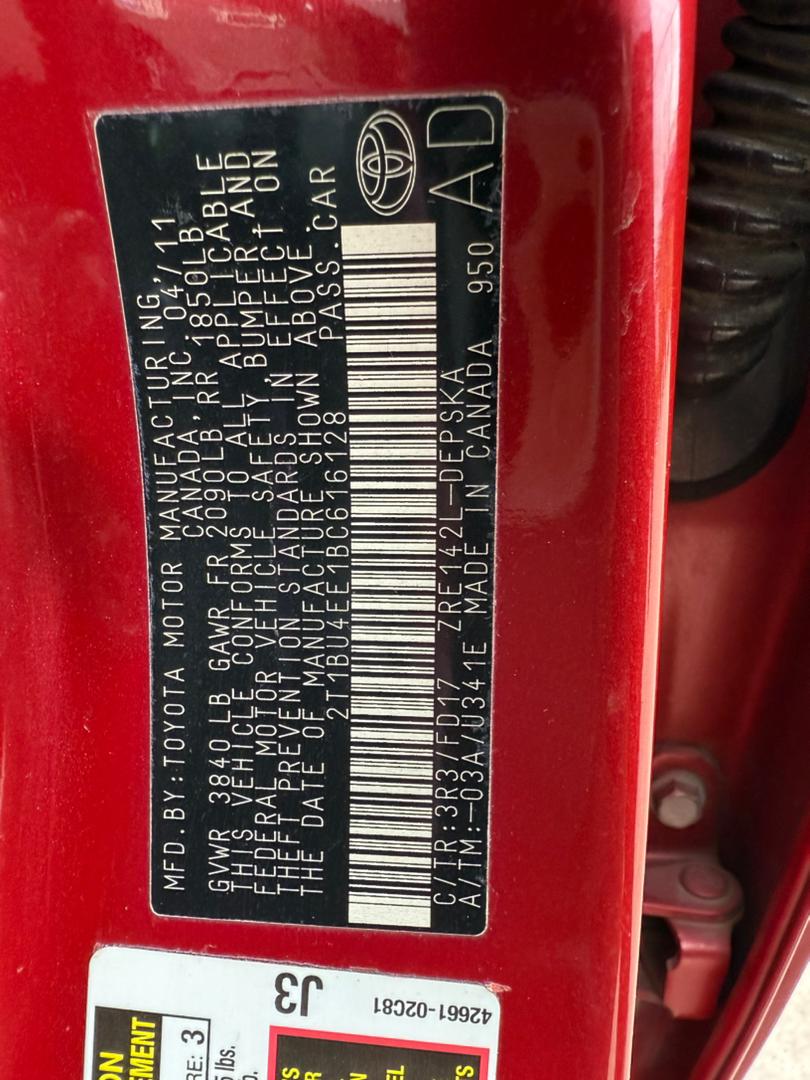 MFD.BY:TOYOTA MOTOR MANUFACTURING,
CANADA, INC. 04/11
GVWR 3840LB GAWR FR 2090LB, RR 1850LB
THIS VEHICLE CONFORMS TO ALL APPLICABLE
FEDERAL MOTOR VEHICLE SAFETY, BUMPER, AND
THEFT PREVENTION STANDARDS IN EFFECT ON
THE DATE OF MANUFACTURE SHOWN ABOVE.
2T1BU4EE1BC616128 PASS.CAR
C/TR:3R3/FD17 ZRE142L-DEPSKA 950
A/TM:-03A/U341E MADE IN CANADA
AD
J3
42661-02C81